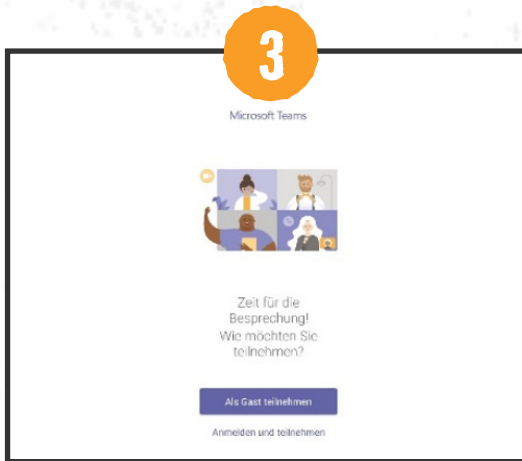 3
Microsoft Teams
Zeit für die
Besprechung!
Wie möchten Sie
teilnehmen?
Als Gast teilnehmen
Anmelden und teilnehmen